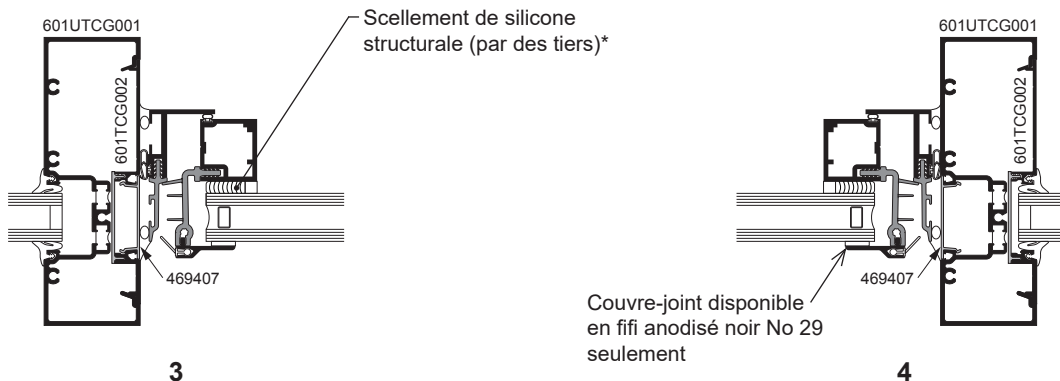 601UTCG001
Scellement de silicone
structurale (par des tiers)*
601TCG002
469407
3
601UTCG001
601TCG002
469407
Couvre-joint disponible
en fifi anodisé noir No 29
seulement
4